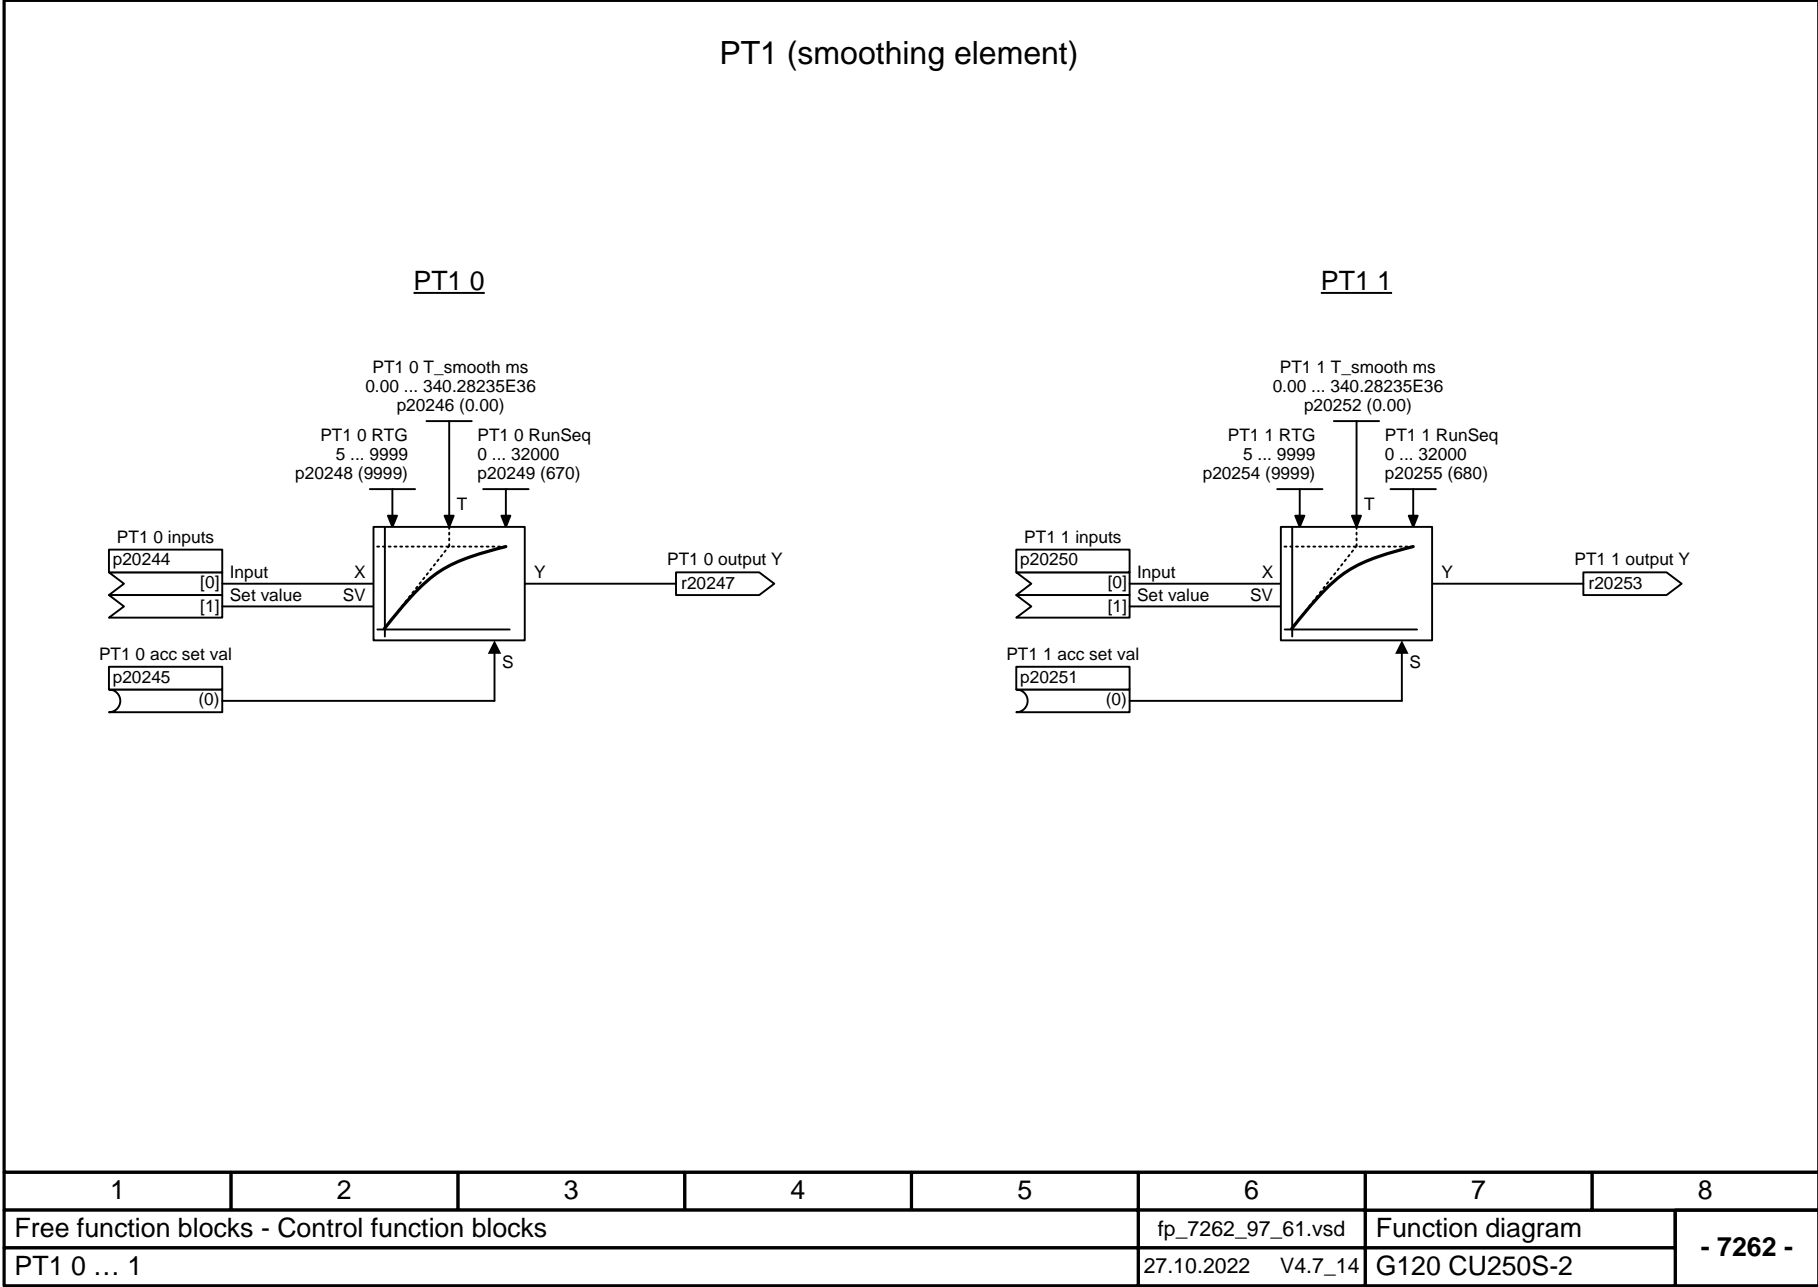 PT1 (smoothing element)
PT1 0
PT1 0 T_smooth ms
0.00 ... 340.28235E36
p20246 (0.00)
PT1 0 RTG
5 ... 9999
p20248 (9999)
PT1 0 RunSeq
0 ... 32000
p20249 (670)
T
PT1 0 inputs
p20244
[0]
[1]
Input
X
Set value
SV
Y
PT1 0 output Y
r20247
PT1 0 acc set val
p20245
(0)
S
PT1 1
PT1 1 T_smooth ms
0.00 ... 340.28235E36
p20252 (0.00)
PT1 1 RTG
5 ... 9999
p20254 (9999)
PT1 1 RunSeq
0 ... 32000
p20255 (680)
T
PT1 1 inputs
p20250
[0]
[1]
Input
X
Set value
SV
Y
PT1 1 output Y
r20253
PT1 1 acc set val
p20251
(0)
S
1 2 3 4 5 6 7 8
Free function blocks - Control function blocks
fp_7262_97_61.vsd
Function diagram
- 7262 -
PT1 0 … 1
27.10.2022 V4.7_14
G120 CU250S-2